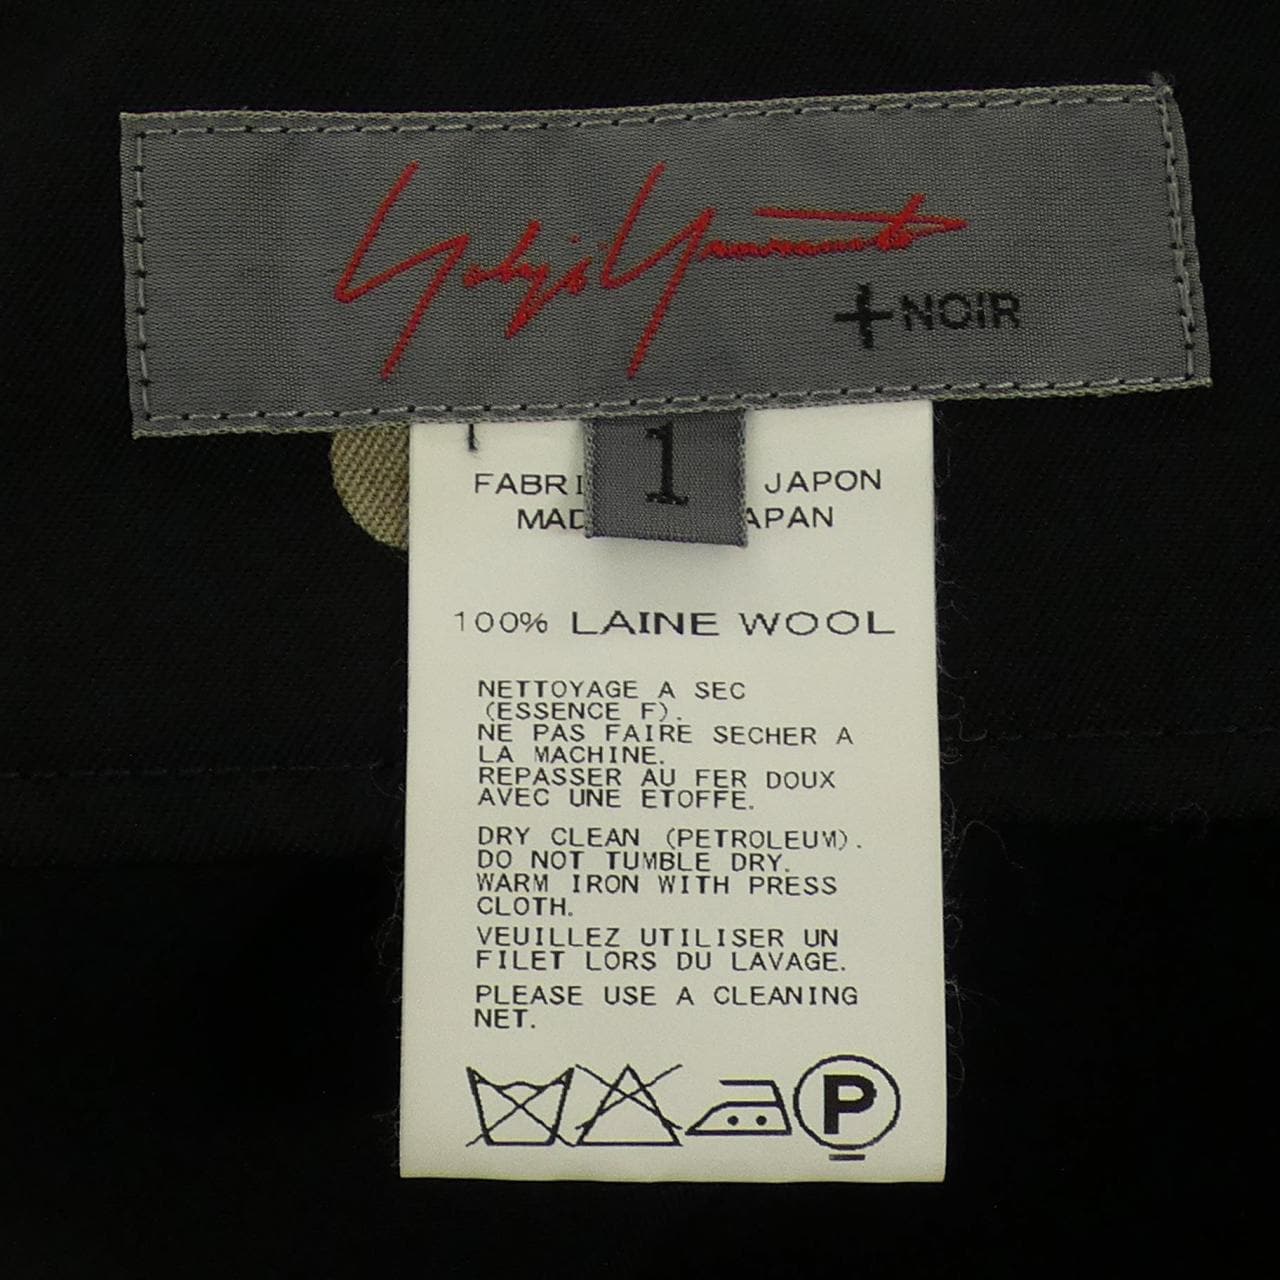 Yohji Yamamoto
+NOIR
1
FABRI JAPON
MAD APAN
100% LAINE WOOL
NETTOYAGE A SEC
(ESSENCE F).
NE PAS FAIRE SECHER A
LA MACHINE.
REPASSER AU FER DOUX
AVEC UNE ETOFFE.
DRY CLEAN (PETROLEUM).
DO NOT TUMBLE DRY.
WARM IRON WITH PRESS
CLOTH.
VEUILLEZ UTILISER UN
FILET LORS DU LAVAGE.
PLEASE USE A CLEANING
NET.
P